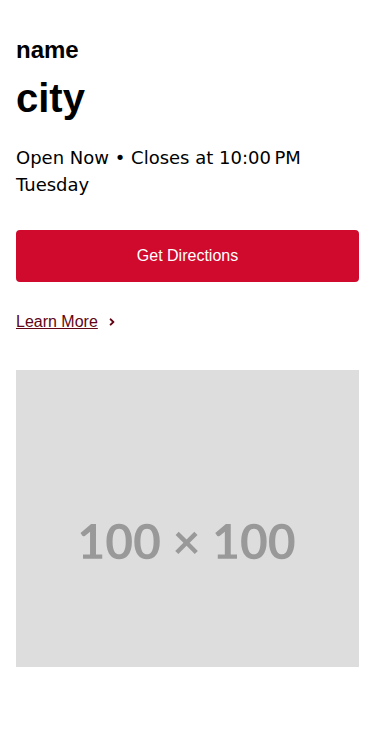 name
city
Open Now • Closes at 10:00 PM
Tuesday
Get Directions
Learn More
100 × 100